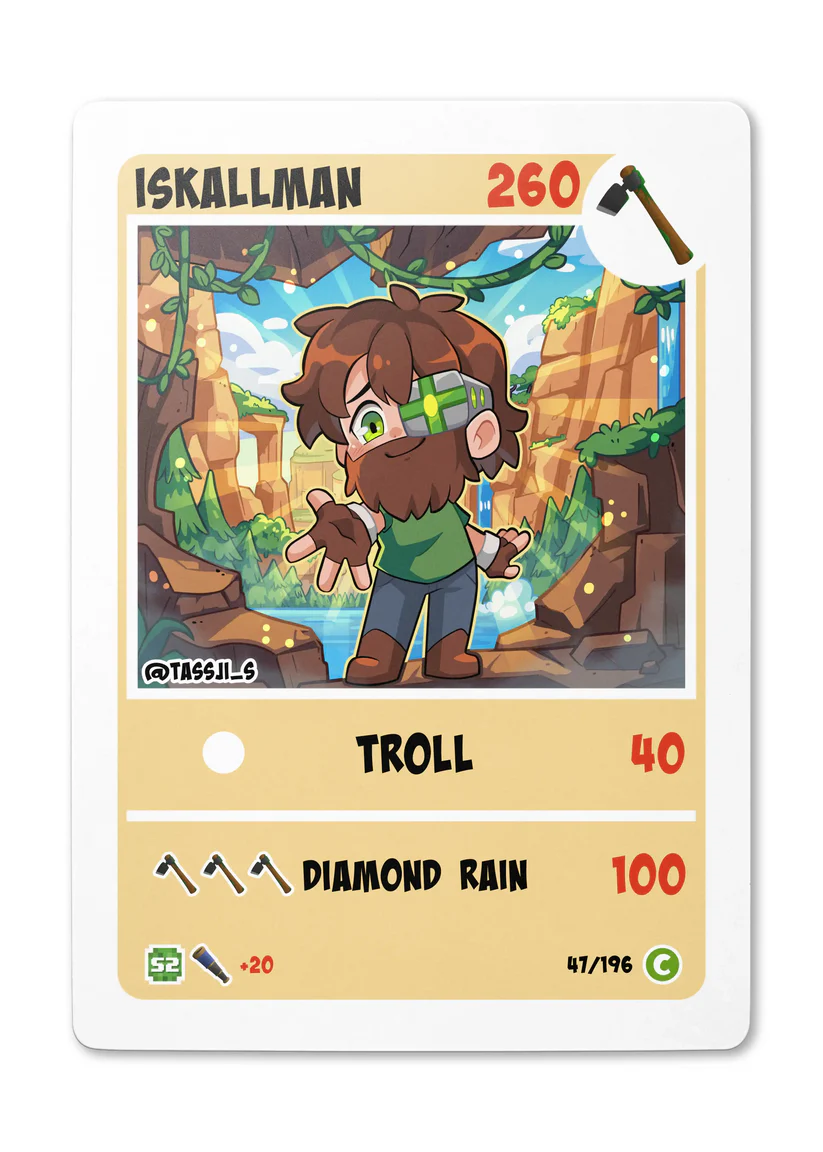 ISKALLMAN 260
@TASSJI_S
TROLL 40
DIAMOND RAIN 100
S2 +20 47/196 C